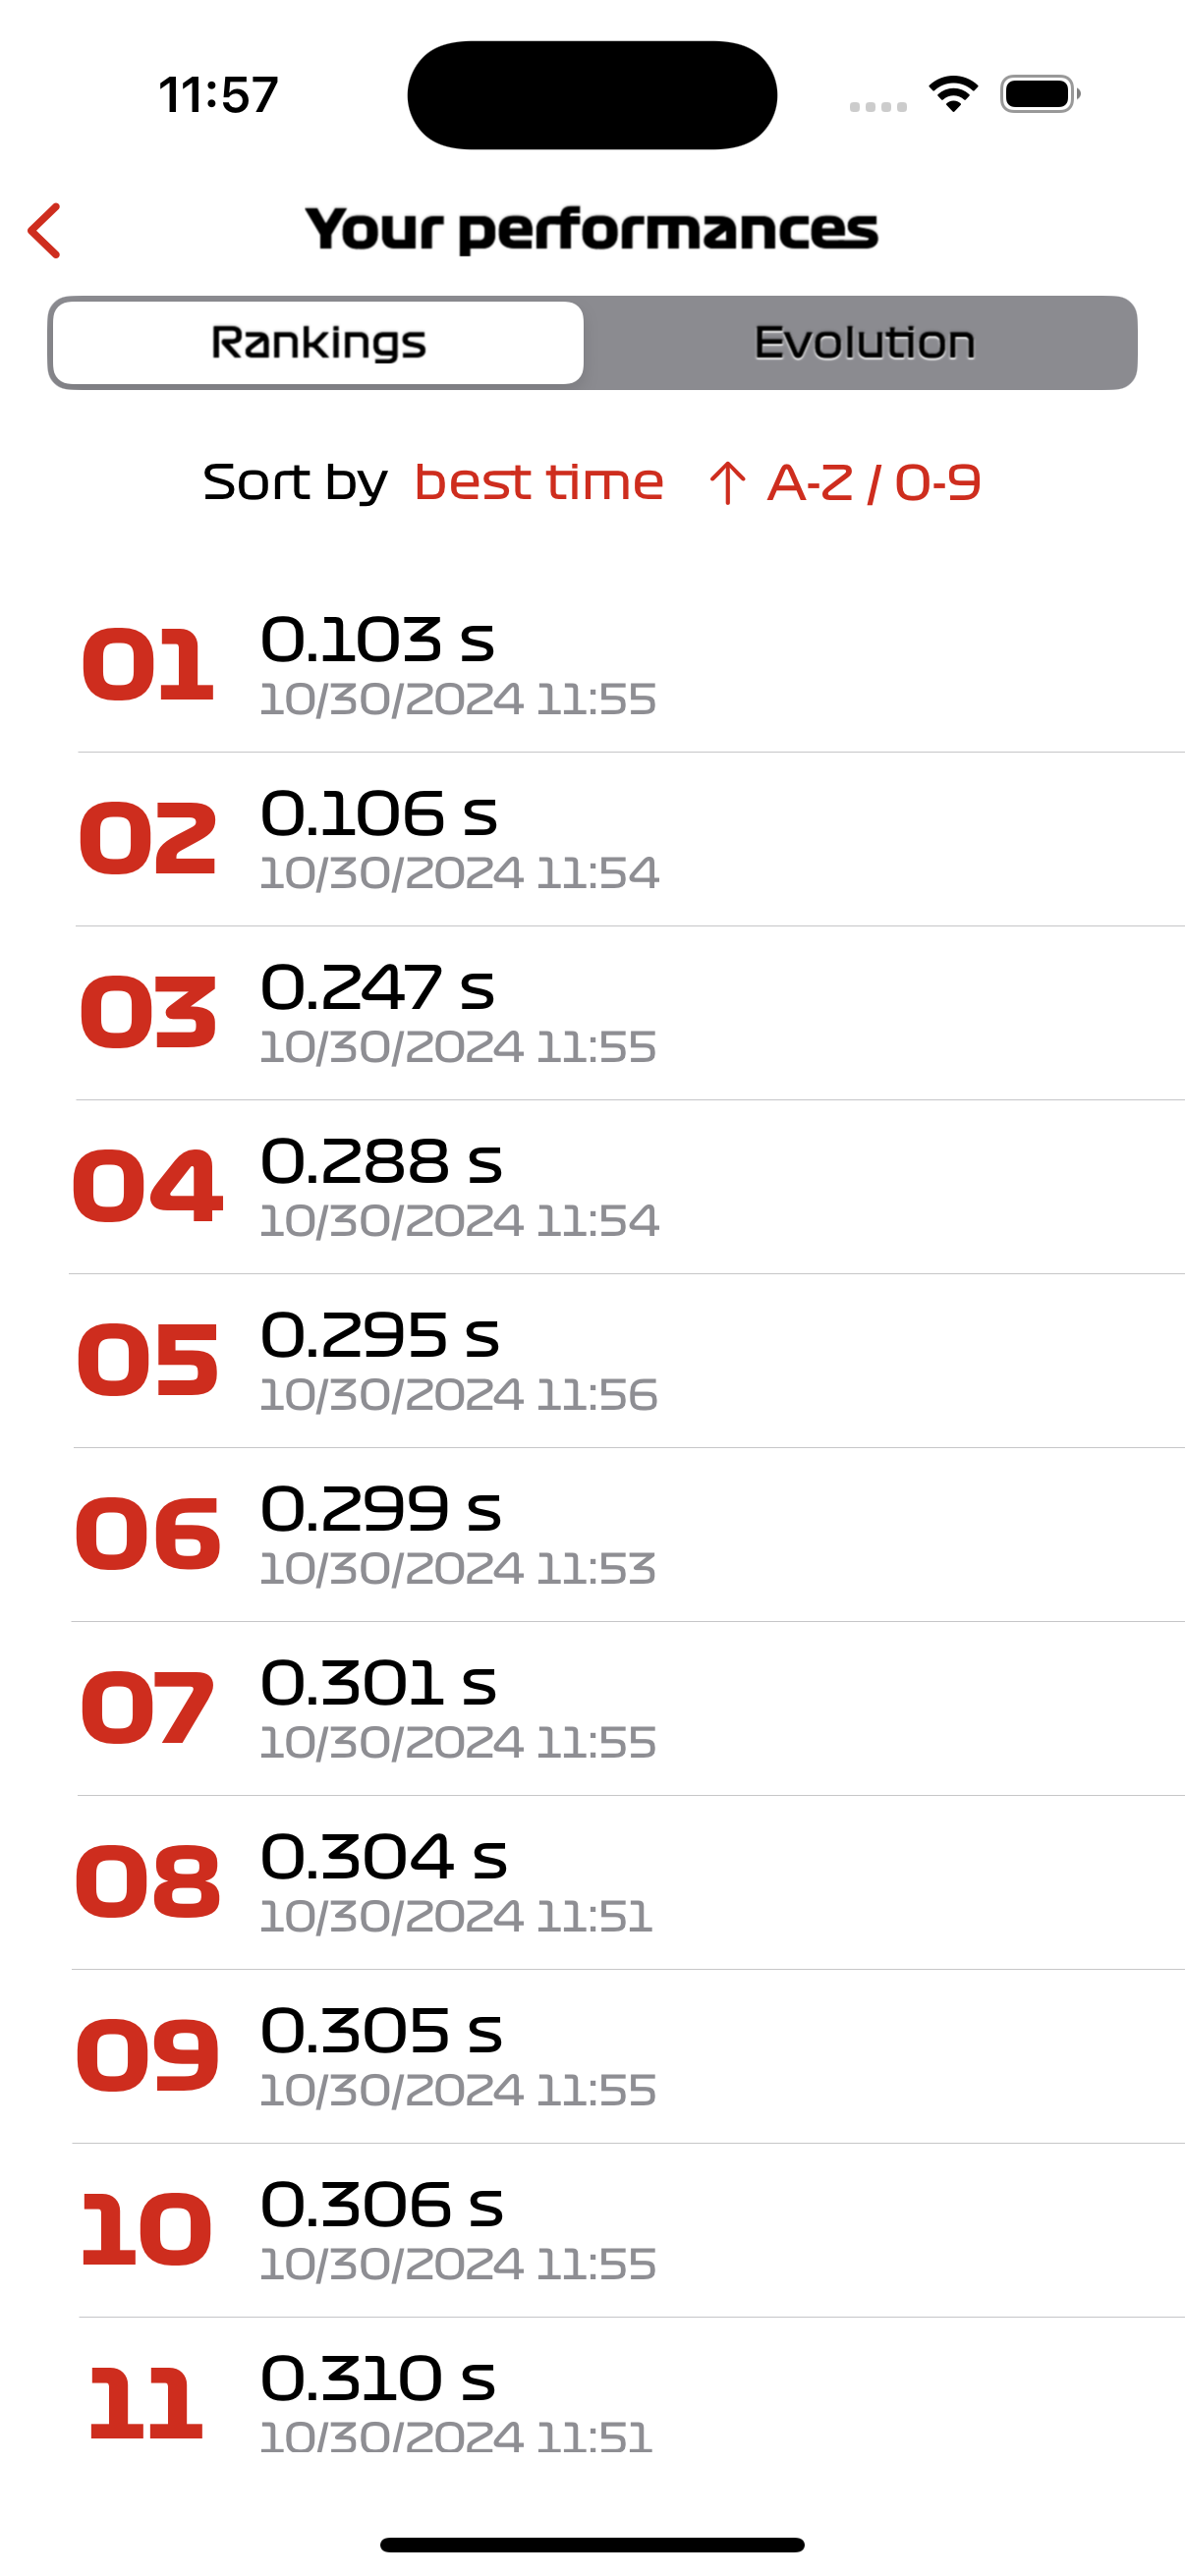 11:57
Your performances
Rankings
Evolution
Sort by best time ↑ A-Z / 0-9
01
0.103 s
10/30/2024 11:55
02
0.106 s
10/30/2024 11:54
03
0.247 s
10/30/2024 11:55
04
0.288 s
10/30/2024 11:54
05
0.295 s
10/30/2024 11:56
06
0.299 s
10/30/2024 11:53
07
0.301 s
10/30/2024 11:55
08
0.304 s
10/30/2024 11:51
09
0.305 s
10/30/2024 11:55
10
0.306 s
10/30/2024 11:55
11
0.310 s
10/30/2024 11:51